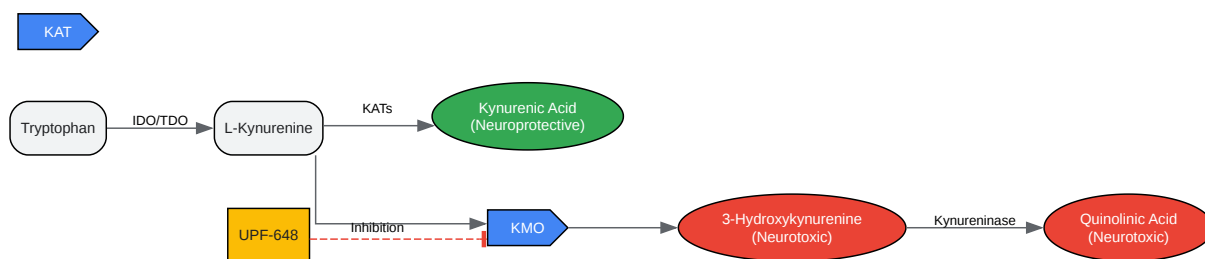 KAT
Tryptophan
IDO/TDO
L-Kynurenine
KATs
Kynurenic Acid
(Neuroprotective)
UPF-648
Inhibition
KMO
3-Hydroxykynurenine
(Neurotoxic)
Kynureninase
Quinolinic Acid
(Neurotoxic)